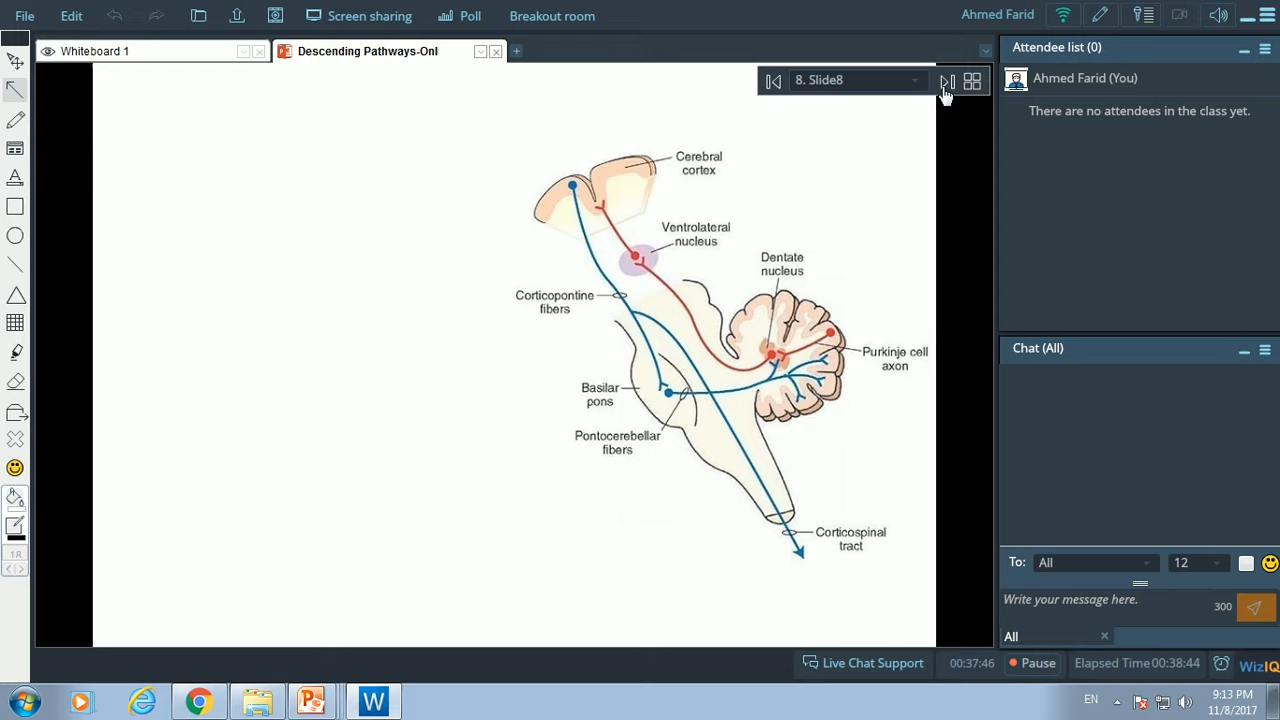 File Edit Screen sharing Poll Breakout room Ahmed Farid
Whiteboard 1 Descending Pathways-Onl
8. Slide8
Cerebral
cortex
Ventrolateral
nucleus
Dentate
nucleus
Corticopontine
fibers
Purkinje cell
axon
Basilar
pons
Pontocerebellar
fibers
Corticospinal
tract
Attendee list (0)
Ahmed Farid (You)
There are no attendees in the class yet.
Chat (All)
To: All 12
Write your message here.
300
All
18
Live Chat Support 00:37:46 Pause Elapsed Time 00:38:44 WizIQ
EN 9:13 PM
11/8/2017